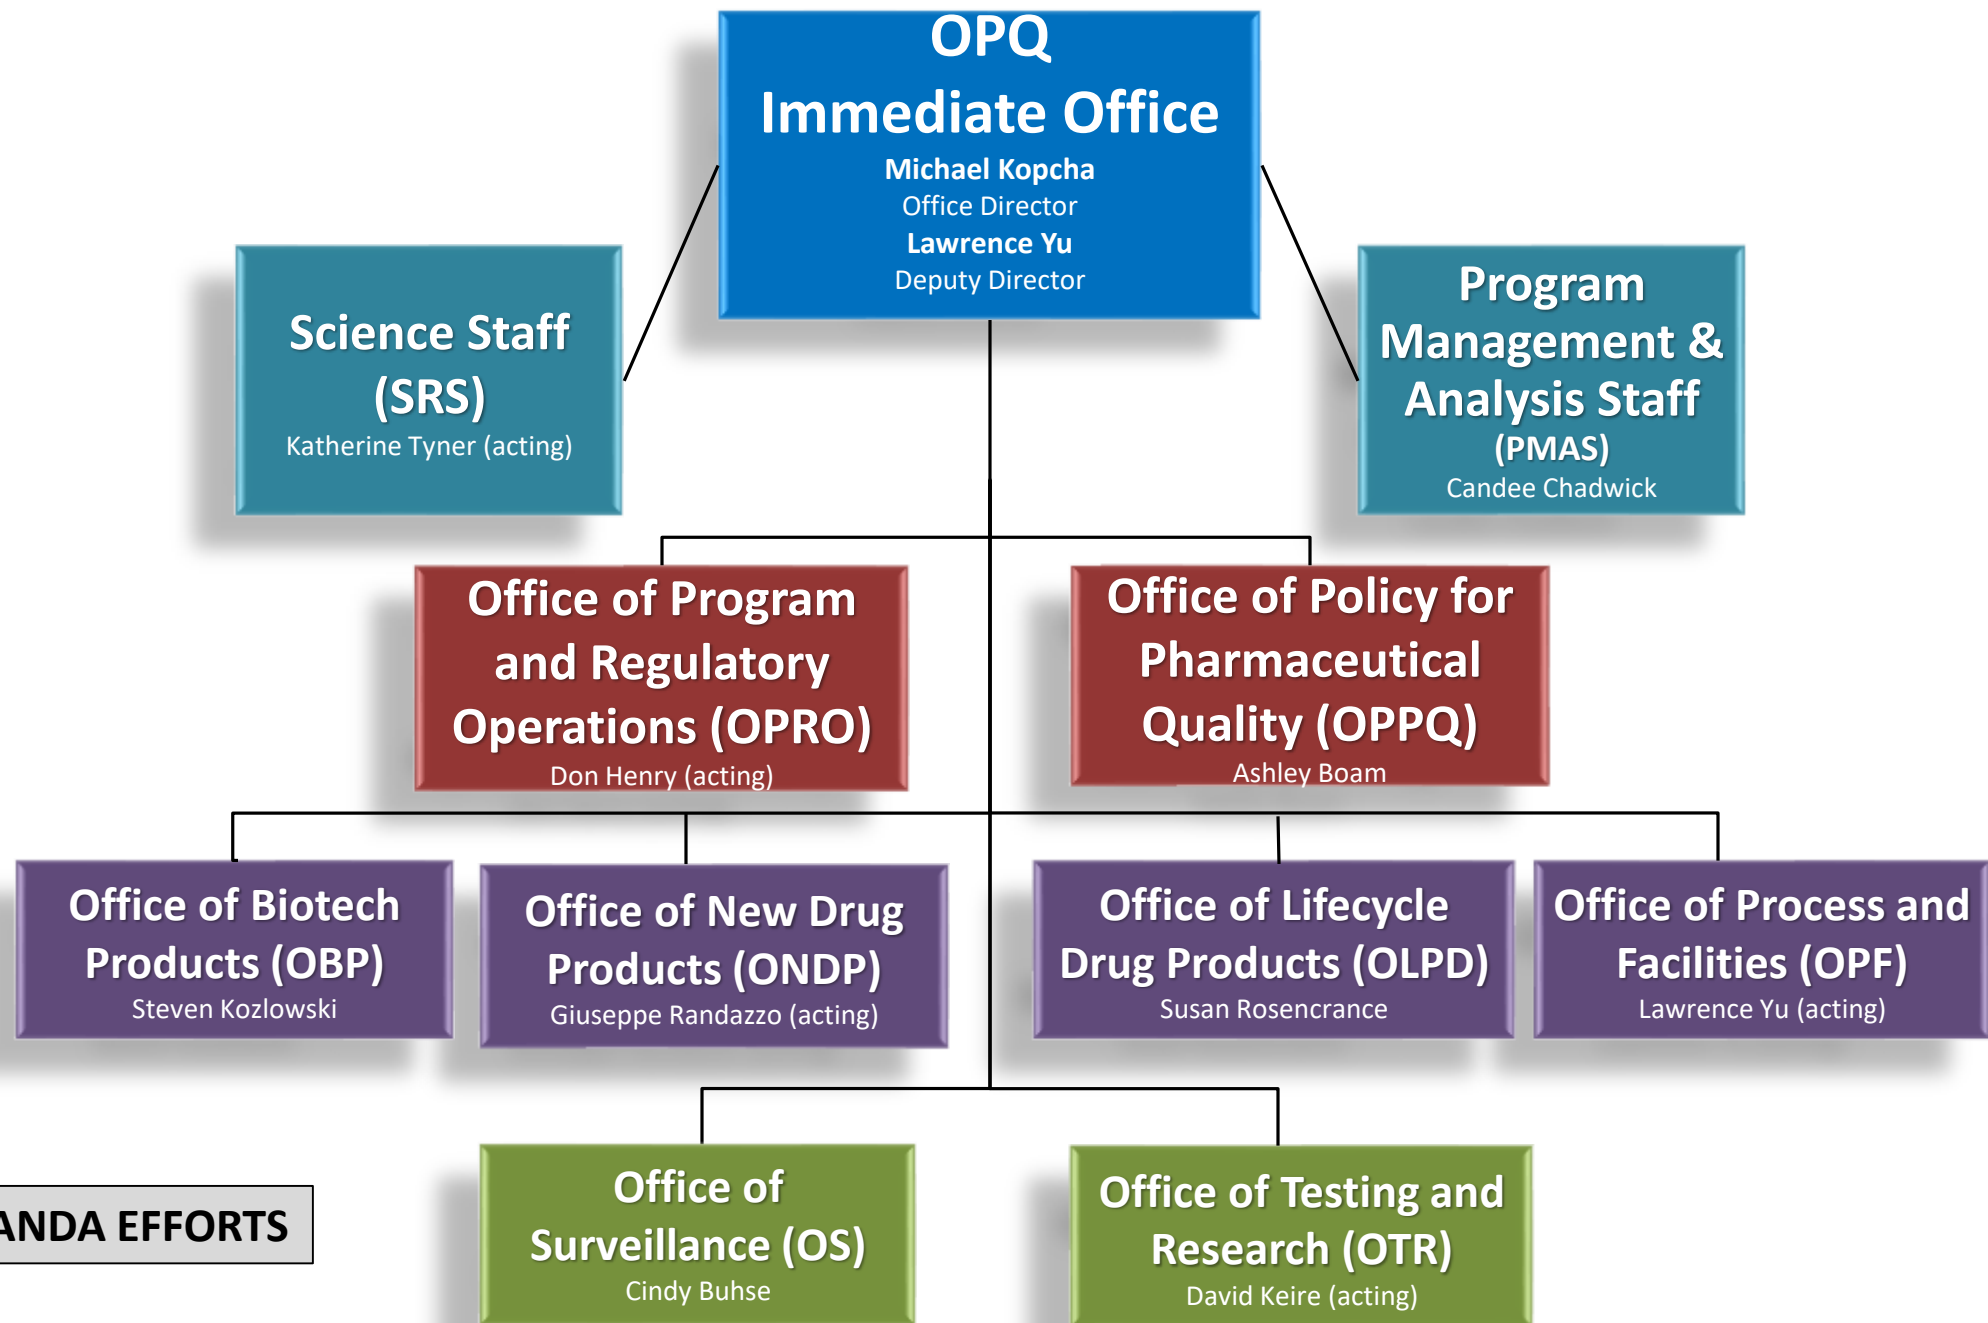 OPQ
Immediate Office
Michael Kopcha
Office Director
Lawrence Yu
Deputy Director
Science Staff
(SRS)
Katherine Tyner (acting)
Program
Management &
Analysis Staff
(PMAS)
Candee Chadwick
Office of Program
and Regulatory
Operations (OPRO)
Don Henry (acting)
Office of Policy for
Pharmaceutical
Quality (OPPQ)
Ashley Boam
Office of Biotech
Products (OBP)
Steven Kozlowski
Office of New Drug
Products (ONDP)
Giuseppe Randazzo (acting)
Office of Lifecycle
Drug Products (OLPD)
Susan Rosencrance
Office of Process and
Facilities (OPF)
Lawrence Yu (acting)
Office of
Surveillance (OS)
Cindy Buhse
Office of Testing and
Research (OTR)
David Keire (acting)
ANDA EFFORTS